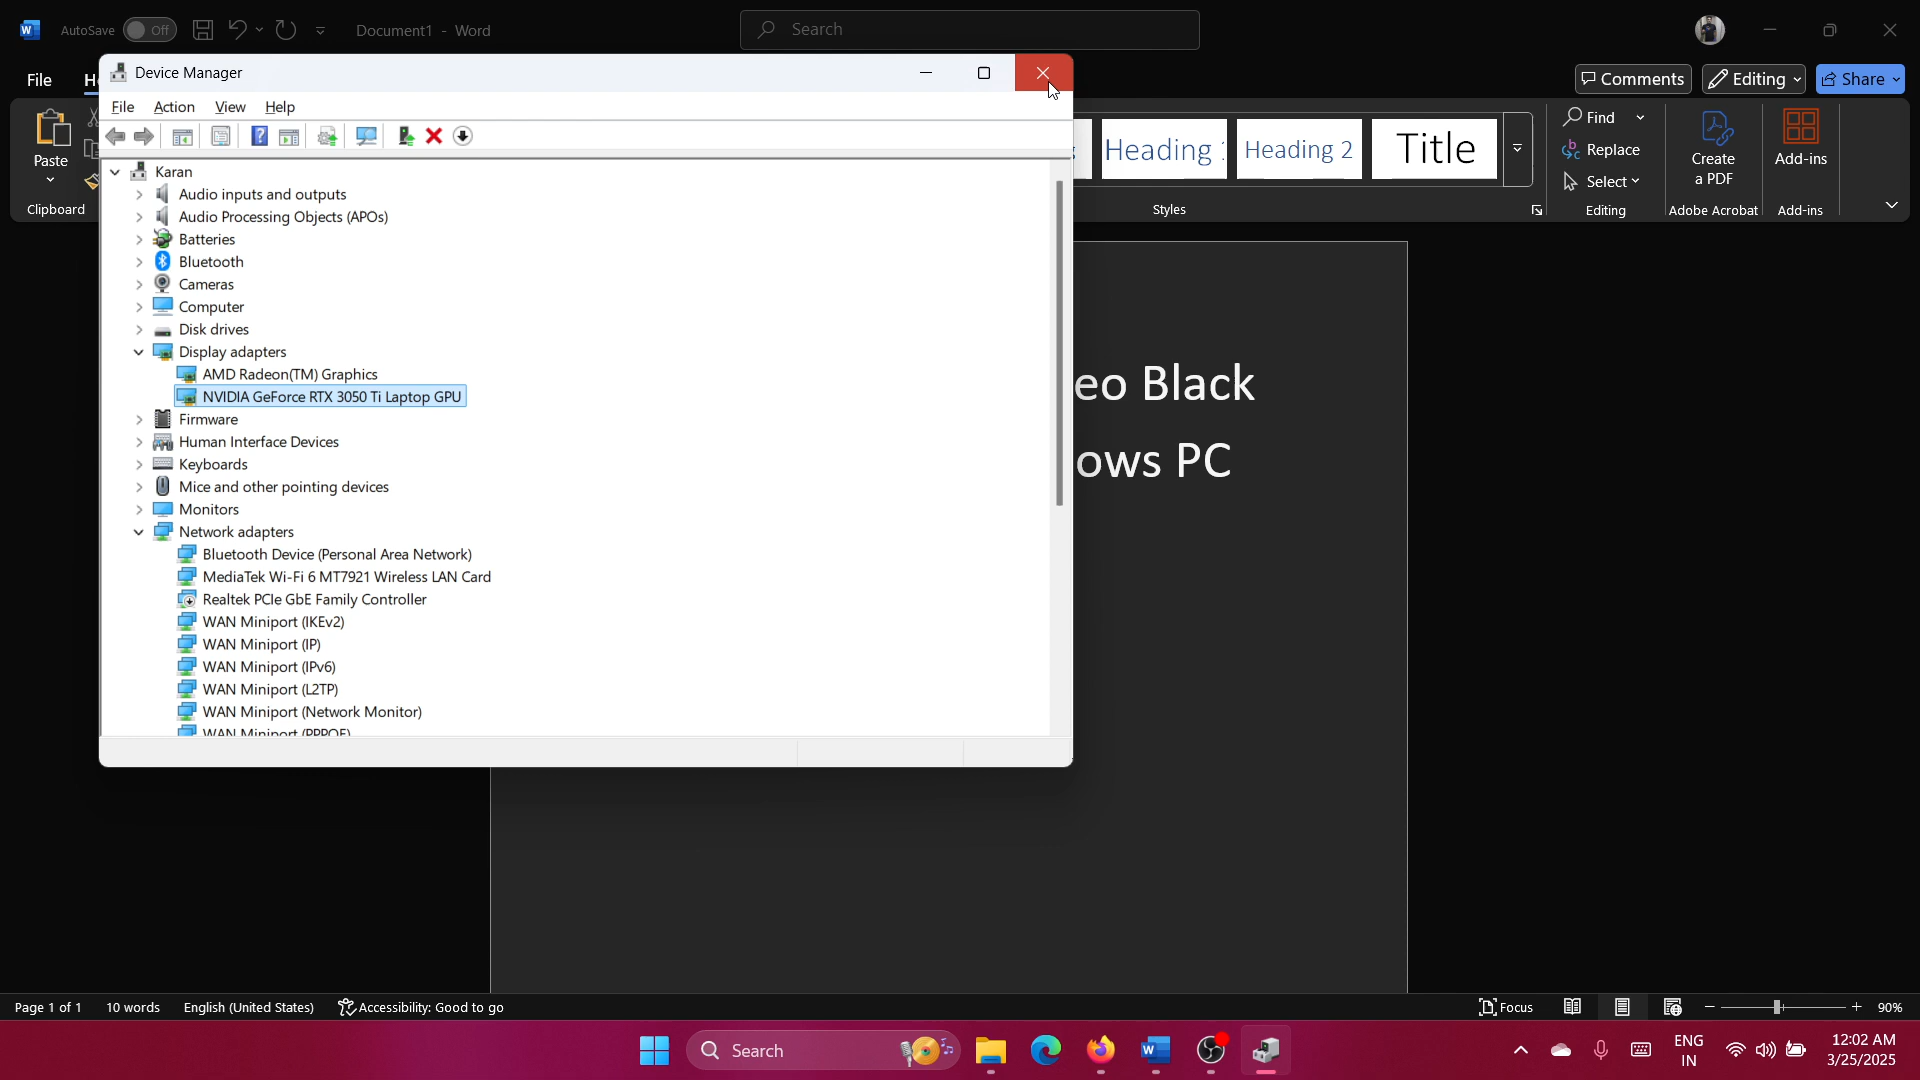 AutoSave Off Document1 - Word Search
File
Comments Editing Share
Device Manager
File Action View Help
Karan
Audio inputs and outputs
Audio Processing Objects (APOs)
Batteries
Bluetooth
Cameras
Computer
Disk drives
Display adapters
AMD Radeon(TM) Graphics
NVIDIA GeForce RTX 3050 Ti Laptop GPU
Firmware
Human Interface Devices
Keyboards
Mice and other pointing devices
Monitors
Network adapters
Bluetooth Device (Personal Area Network)
MediaTek Wi-Fi 6 MT7921 Wireless LAN Card
Realtek PCIe GbE Family Controller
WAN Miniport (IKEv2)
WAN Miniport (IP)
WAN Miniport (IPv6)
WAN Miniport (L2TP)
WAN Miniport (Network Monitor)
WAN Miniport (PPPOE)
Paste
Clipboard
Heading 1 Heading 2 Title
Styles
Find
Replace
Select
Editing
Create
a PDF
Adobe Acrobat
Add-ins
Add-ins
eo Black
ows PC
Page 1 of 1 10 words English (United States) Accessibility: Good to go Focus 90%
Search
ENG
IN
12:02 AM
3/25/2025